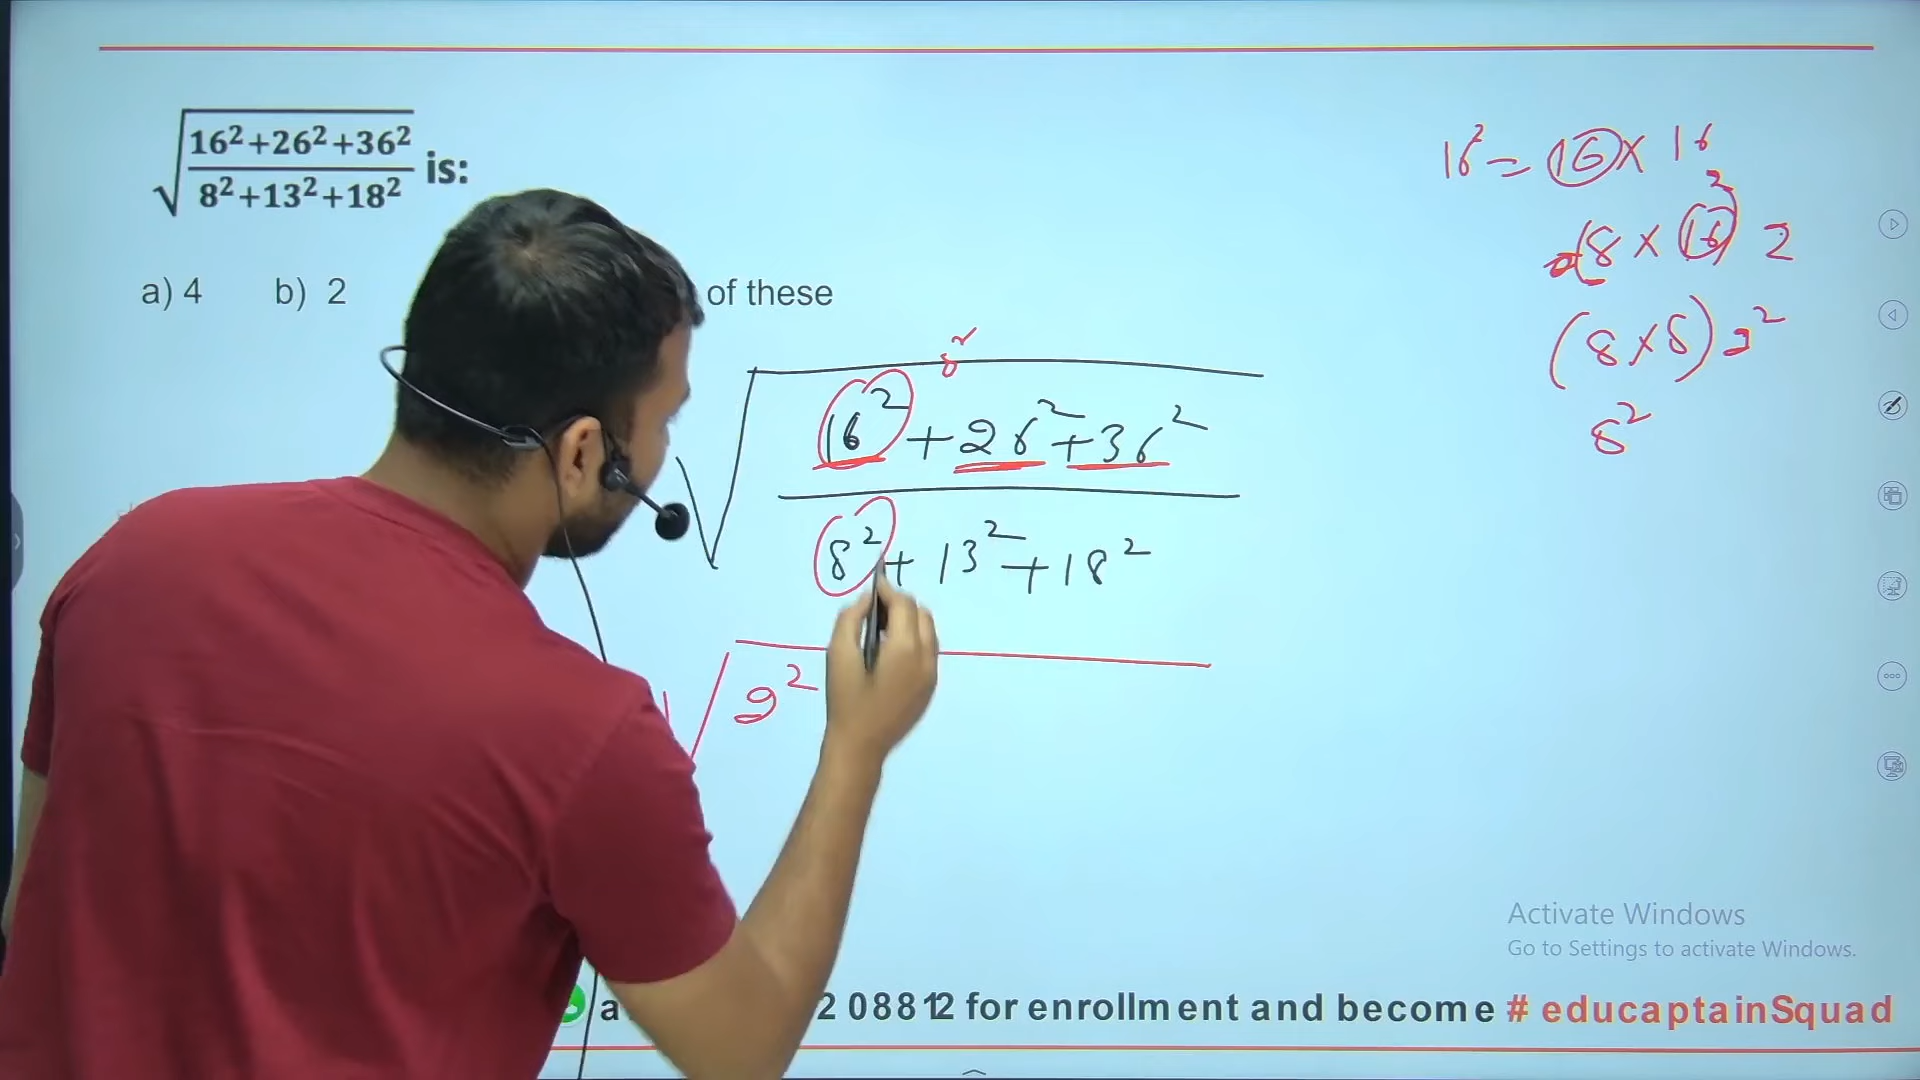 √(16²+26²+36² / 8²+13²+18²) is:
a) 4 b) 2 of these
16² = 16 × 16
(8 × 16) 2
(8 × 8) 2²
8²
8²
√(16² + 26² + 36² / 8² + 13² + 18²)
√ 2²
Activate Windows
Go to Settings to activate Windows.
a 2 08812 for enrollment and become # educaptainSquad